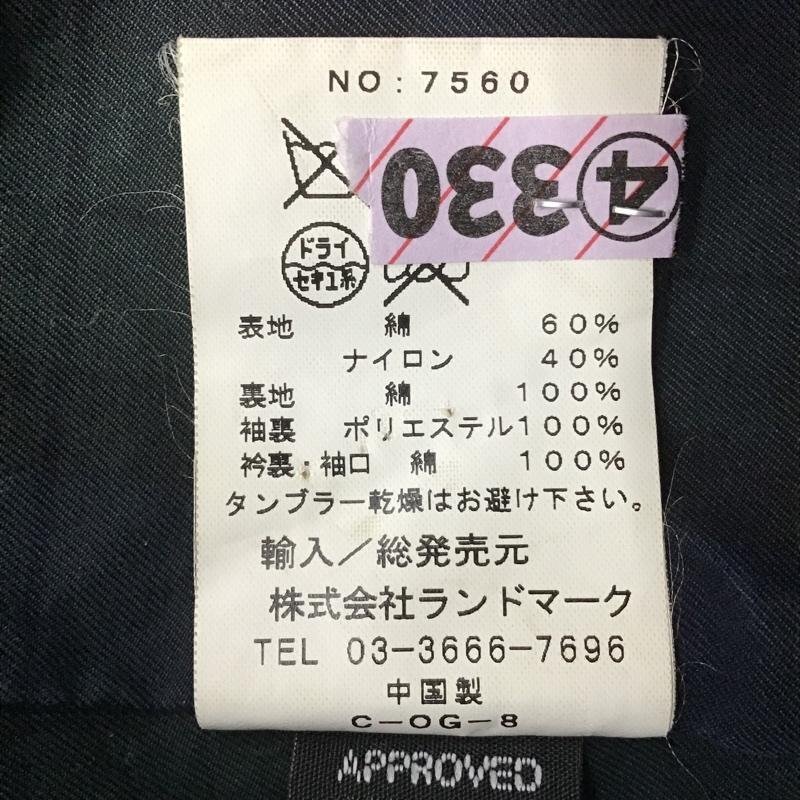 NO:7560
④330
ドライ
セキユ系
表地 綿 60%
ナイロン 40%
裏地 綿 100%
袖裏 ポリエステル100%
衿裏・袖口 綿 100%
タンブラー乾燥はお避け下さい。
輸入／総発売元
株式会社ランドマーク
TEL 03-3666-7696
中国製
C-OG-8
APPROVED